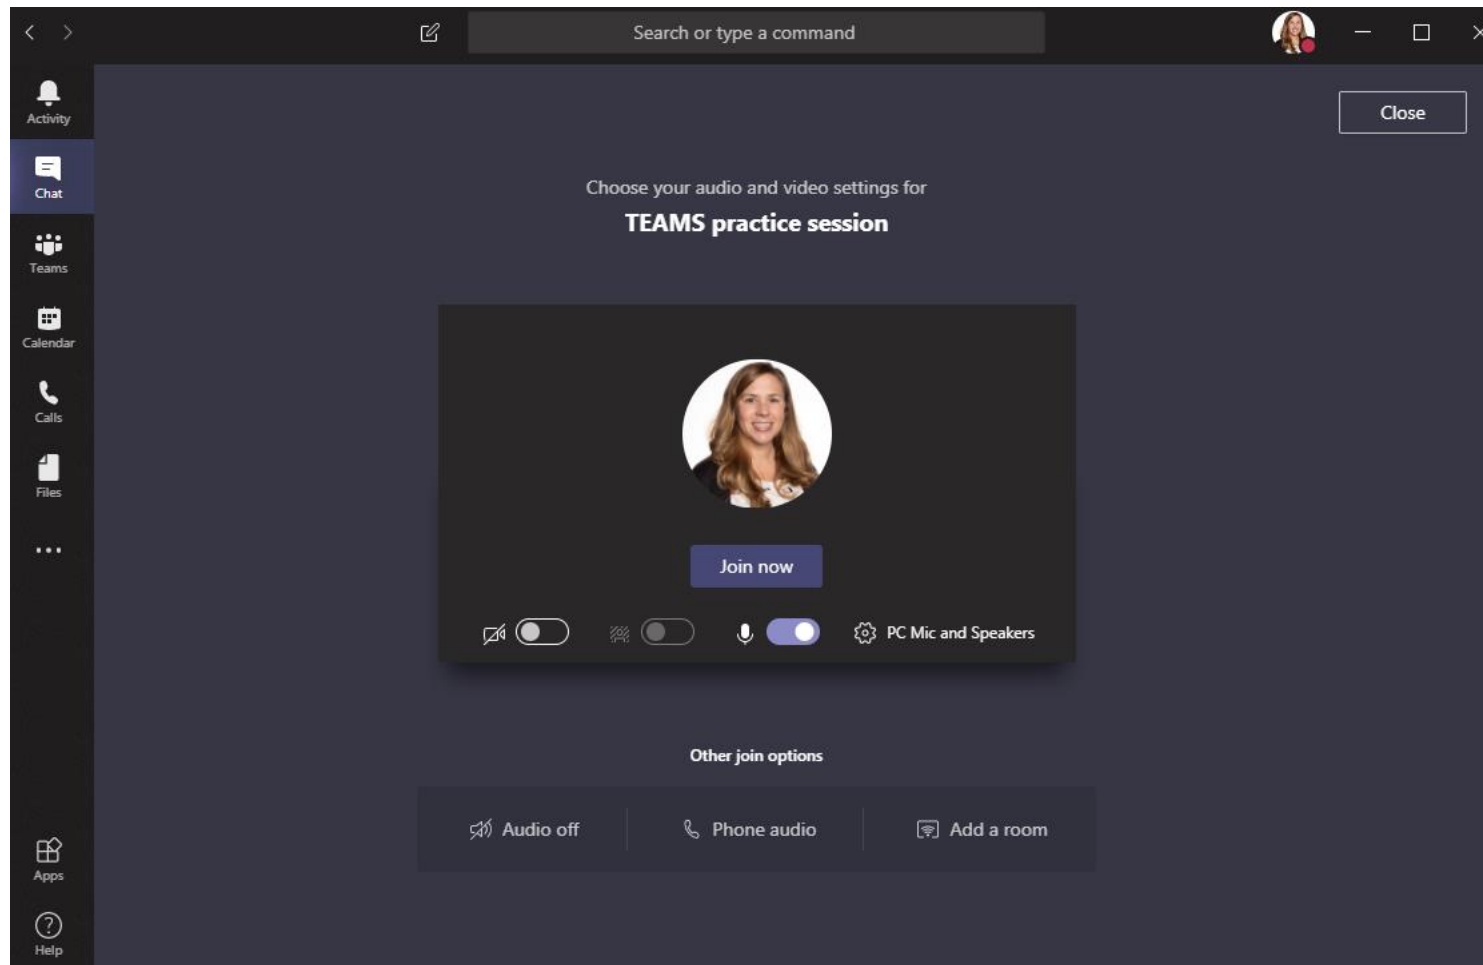 Search or type a command
Activity
Chat
Teams
Calendar
Calls
Files
Apps
Help
Close
Choose your audio and video settings for
TEAMS practice session
Join now
PC Mic and Speakers
Other join options
Audio off
Phone audio
Add a room